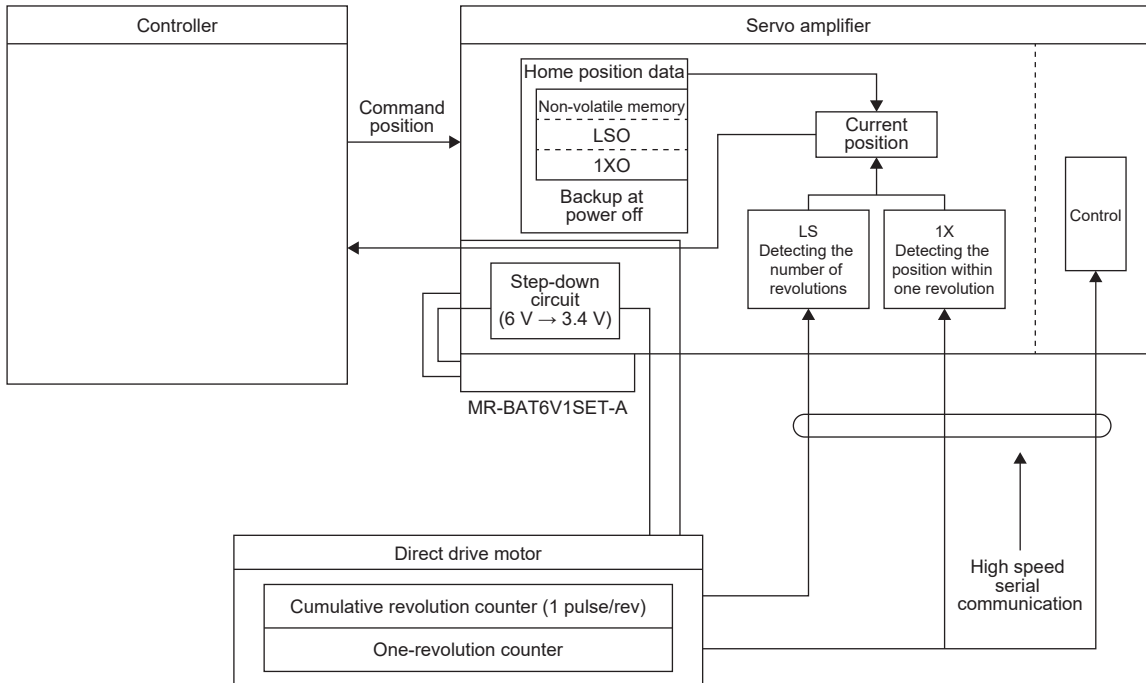 Controller
Servo amplifier
Home position data
Non-volatile memory
LSO
1XO
Backup at
power off
Command
position
Current
position
Control
LS
Detecting the
number of
revolutions
1X
Detecting the
position within
one revolution
Step-down
circuit
(6 V → 3.4 V)
MR-BAT6V1SET-A
Direct drive motor
Cumulative revolution counter (1 pulse/rev)
One-revolution counter
High speed
serial
communication